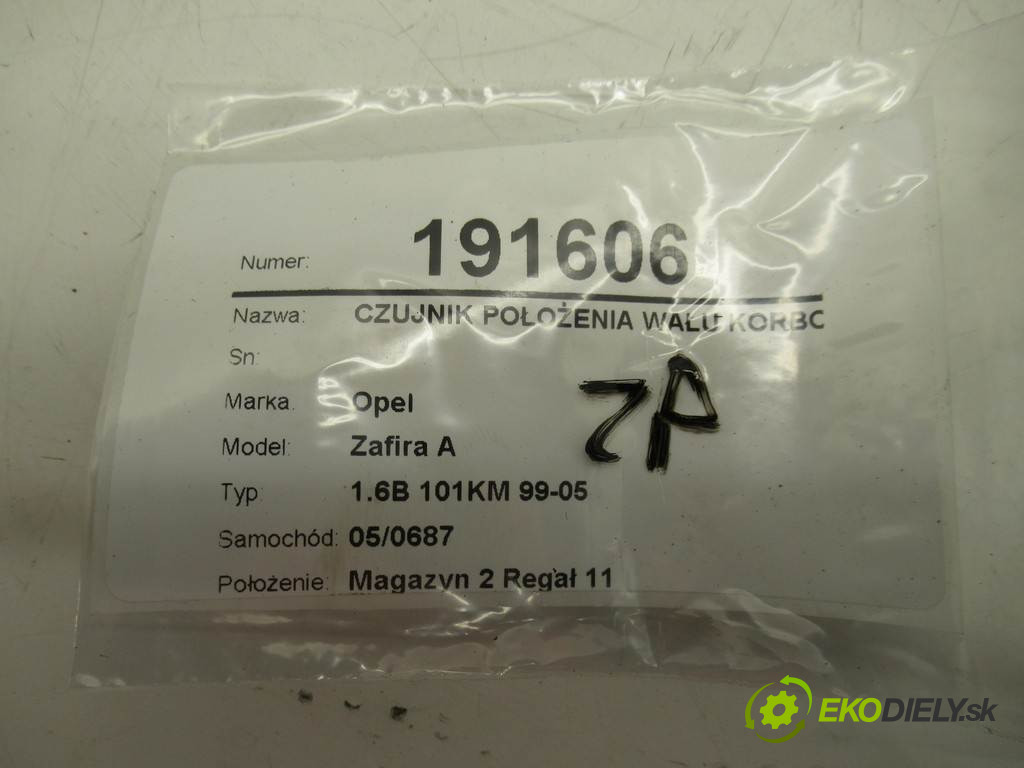 Numer: 191606
Nazwa: CZUJNIK POŁOŻENIA WAŁU KORBO
Sn:
ZP
Marka: Opel
Model: Zafira A
Typ: 1.6B 101KM 99-05
Samochód: 05/0687
Położenie: Magazyn 2 Regał 11
EKODIELY.sk